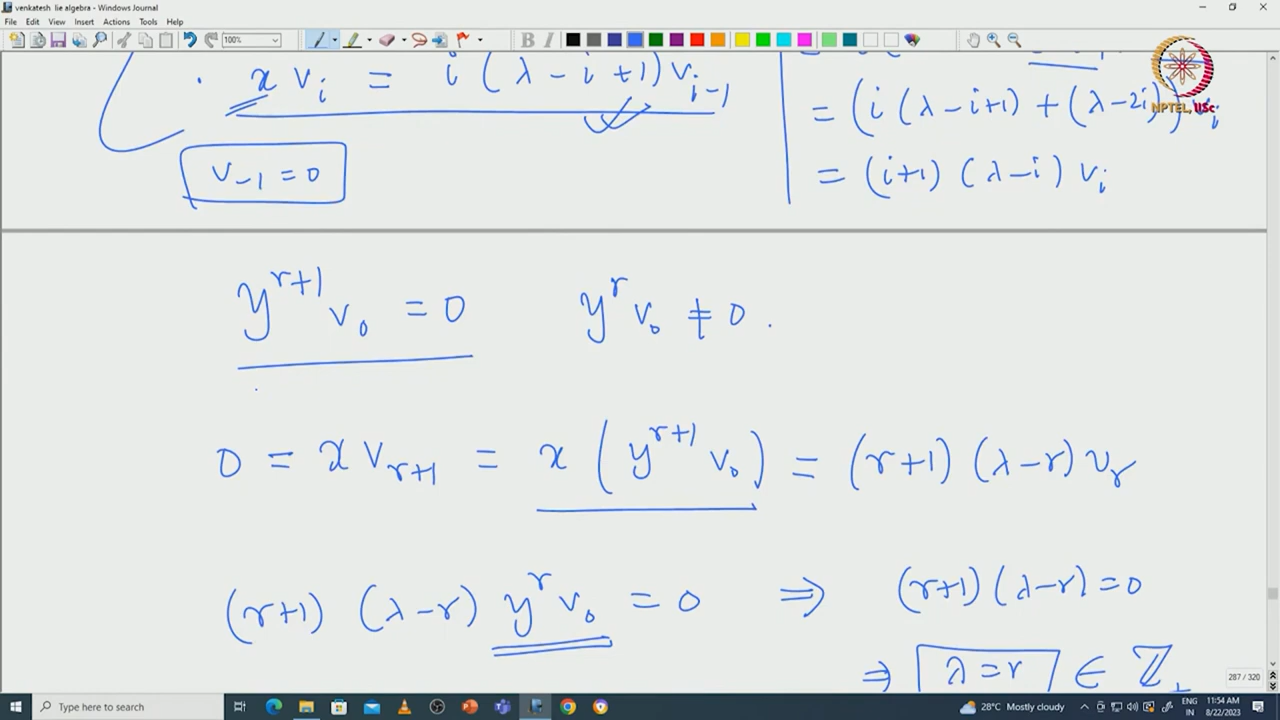 venkatesh lie algebra - Windows Journal
File Edit View Insert Actions Tools Help
100%
B I
NPTEL, IISc
· x v_i = i (λ − i + 1) v_{i−1}
v_{−1} = 0
= (i (λ−i+1) + (λ−2i)) v_i
= (i+1) (λ−i) v_i
y^{r+1} v_0 = 0 y^r v_0 ≠ 0 .
0 = x v_{r+1} = x (y^{r+1} v_0) = (r+1) (λ−r) v_r
(r+1) (λ−r) y^r v_0 = 0 ⇒ (r+1)(λ−r) = 0
⇒ λ = r ∈ ℤ_+
287 / 320
Type here to search
28°C Mostly cloudy
ENG
IN
11:54 AM
8/22/2023